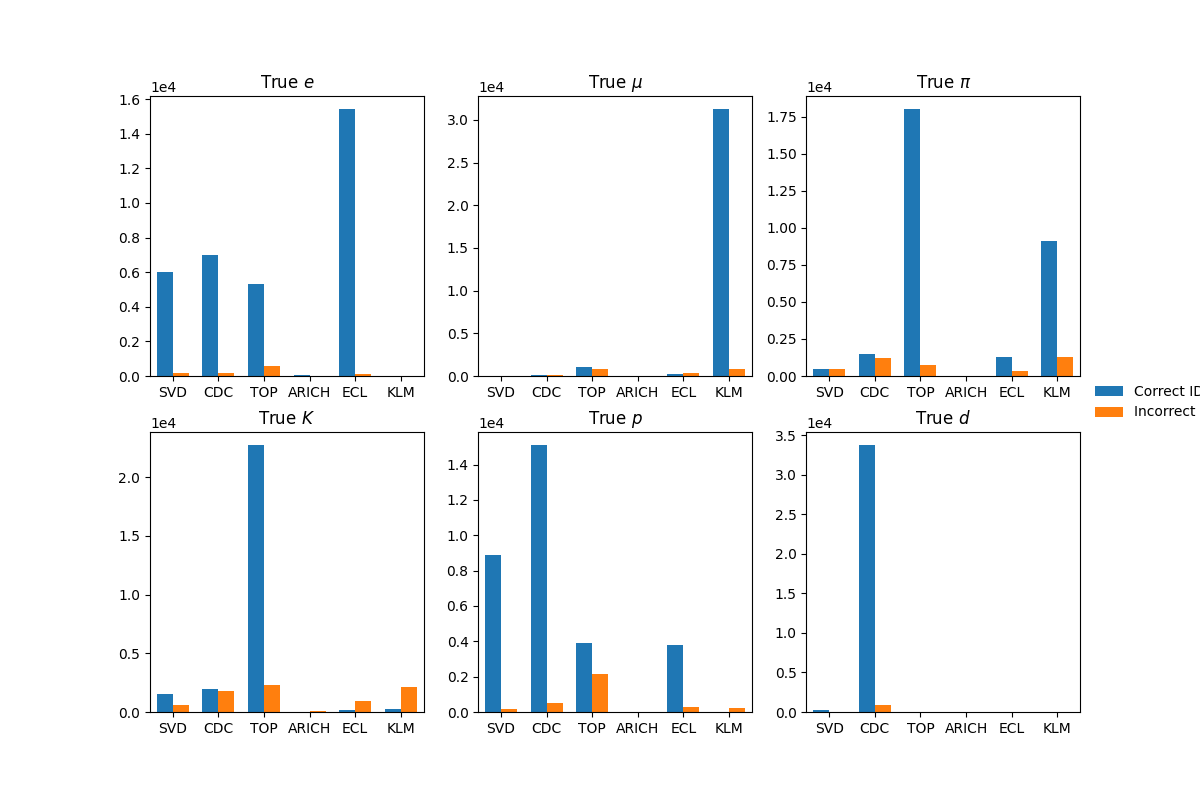 True e
1e4
1.6
1.4
1.2
1.0
0.8
0.6
0.4
0.2
0.0
SVD CDC TOP ARICH ECL KLM
True μ
1e4
3.0
2.5
2.0
1.5
1.0
0.5
0.0
SVD CDC TOP ARICH ECL KLM
True π
1e4
1.75
1.50
1.25
1.00
0.75
0.50
0.25
0.00
SVD CDC TOP ARICH ECL KLM
Correct ID
Incorrect
True K
1e4
2.0
1.5
1.0
0.5
0.0
SVD CDC TOP ARICH ECL KLM
True p
1e4
1.4
1.2
1.0
0.8
0.6
0.4
0.2
0.0
SVD CDC TOP ARICH ECL KLM
True d
1e4
3.5
3.0
2.5
2.0
1.5
1.0
0.5
0.0
SVD CDC TOP ARICH ECL KLM